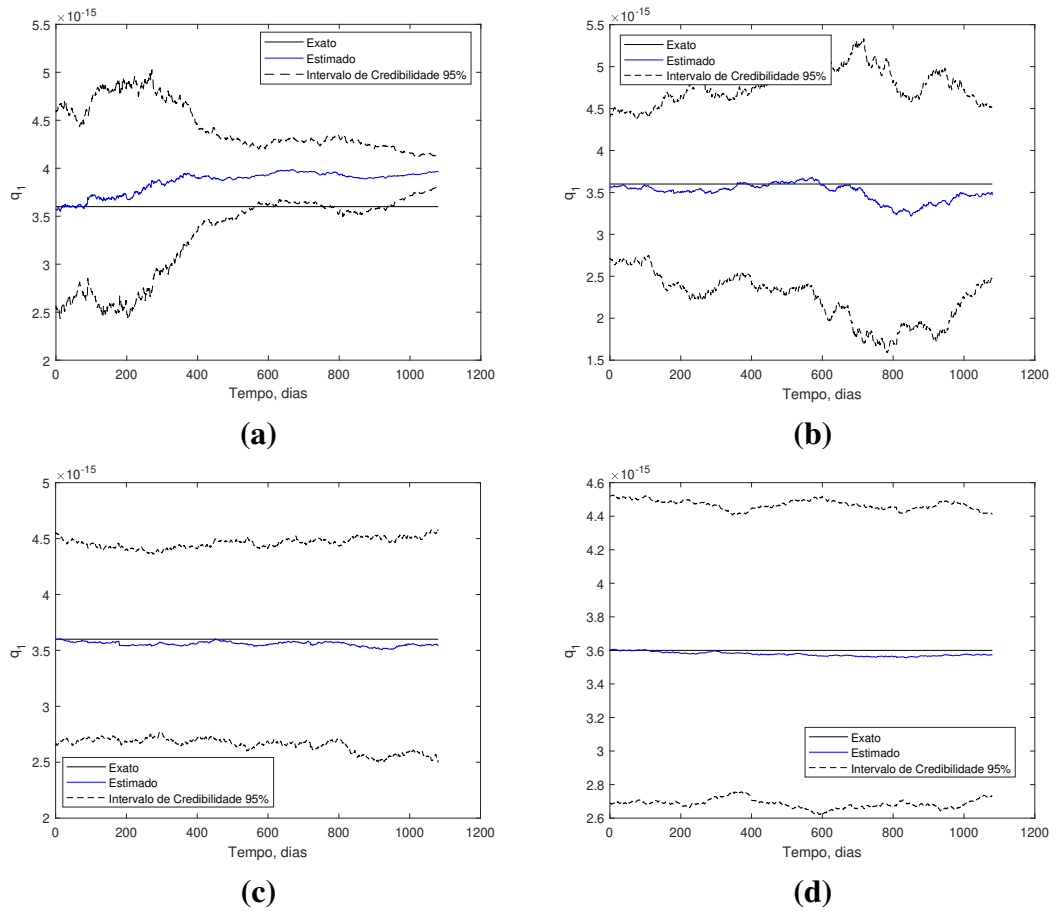 ×10⁻¹⁵
5.5
5
4.5
4
3.5
3
2.5
2
q₁
0 200 400 600 800 1000 1200
Tempo, dias
Exato
Estimado
Intervalo de Credibilidade 95%
(a)
×10⁻¹⁵
5.5
5
4.5
4
3.5
3
2.5
2
1.5
q₁
0 200 400 600 800 1000 1200
Tempo, dias
Exato
Estimado
Intervalo de Credibilidade 95%
(b)
×10⁻¹⁵
5
4.5
4
3.5
3
2.5
2
q₁
0 200 400 600 800 1000 1200
Tempo, dias
Exato
Estimado
Intervalo de Credibilidade 95%
(c)
×10⁻¹⁵
4.6
4.4
4.2
4
3.8
3.6
3.4
3.2
3
2.8
2.6
q₁
0 200 400 600 800 1000 1200
Tempo, dias
Exato
Estimado
Intervalo de Credibilidade 95%
(d)